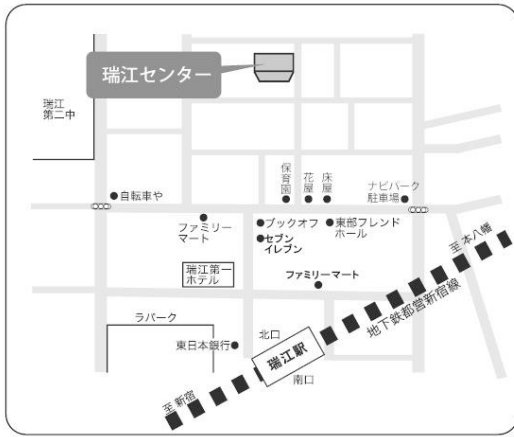 瑞江センター
瑞江
第二中
自転車や
保育園
花屋
床屋
ナビパーク
駐車場
ファミリー
マート
ブックオフ
セブン
イレブン
東部フレンド
ホール
至 本八幡
瑞江第一
ホテル
ファミリーマート
地下鉄都営新宿線
ラパーク
北口
東日本銀行
瑞江駅
南口
至 新宿